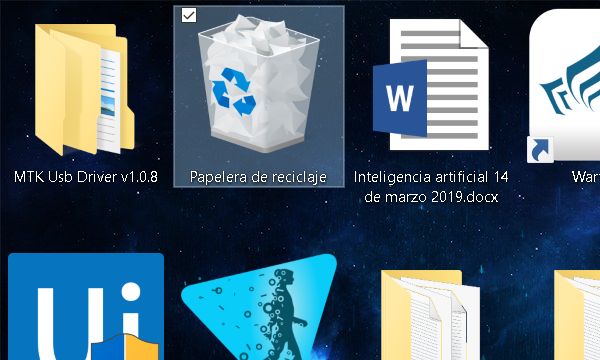 MTK Usb Driver v1.0.8
Papelera de reciclaje
Inteligencia artificial 14
de marzo 2019.docx
War
W
Ui